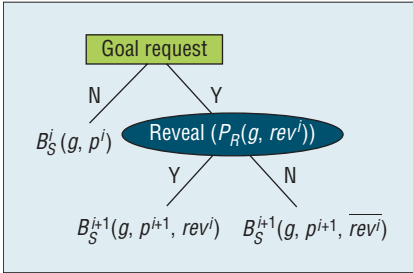 Goal request
N Y
B_S^i (g, p^i) Reveal (P_R(g, rev^i))
Y N
B_S^{i+1}(g, p^{i+1}, rev^i) B_S^{i+1}(g, p^{i+1}, \overline{rev^i})